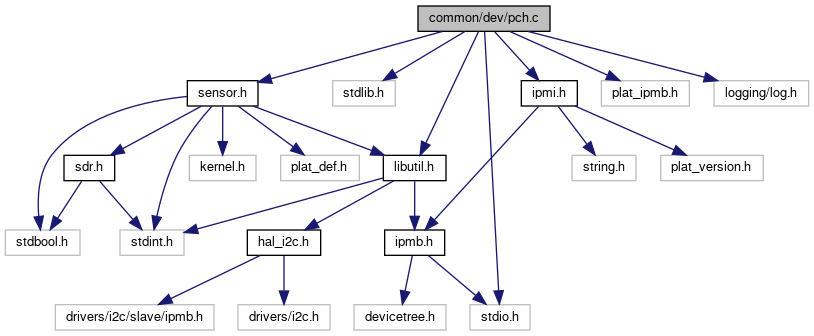 common/dev/pch.c
sensor.h
stdlib.h
ipmi.h
plat_ipmb.h
logging/log.h
sdr.h
kernel.h
plat_def.h
libutil.h
string.h
plat_version.h
stdbool.h
stdint.h
hal_i2c.h
ipmb.h
drivers/i2c/slave/ipmb.h
drivers/i2c.h
devicetree.h
stdio.h